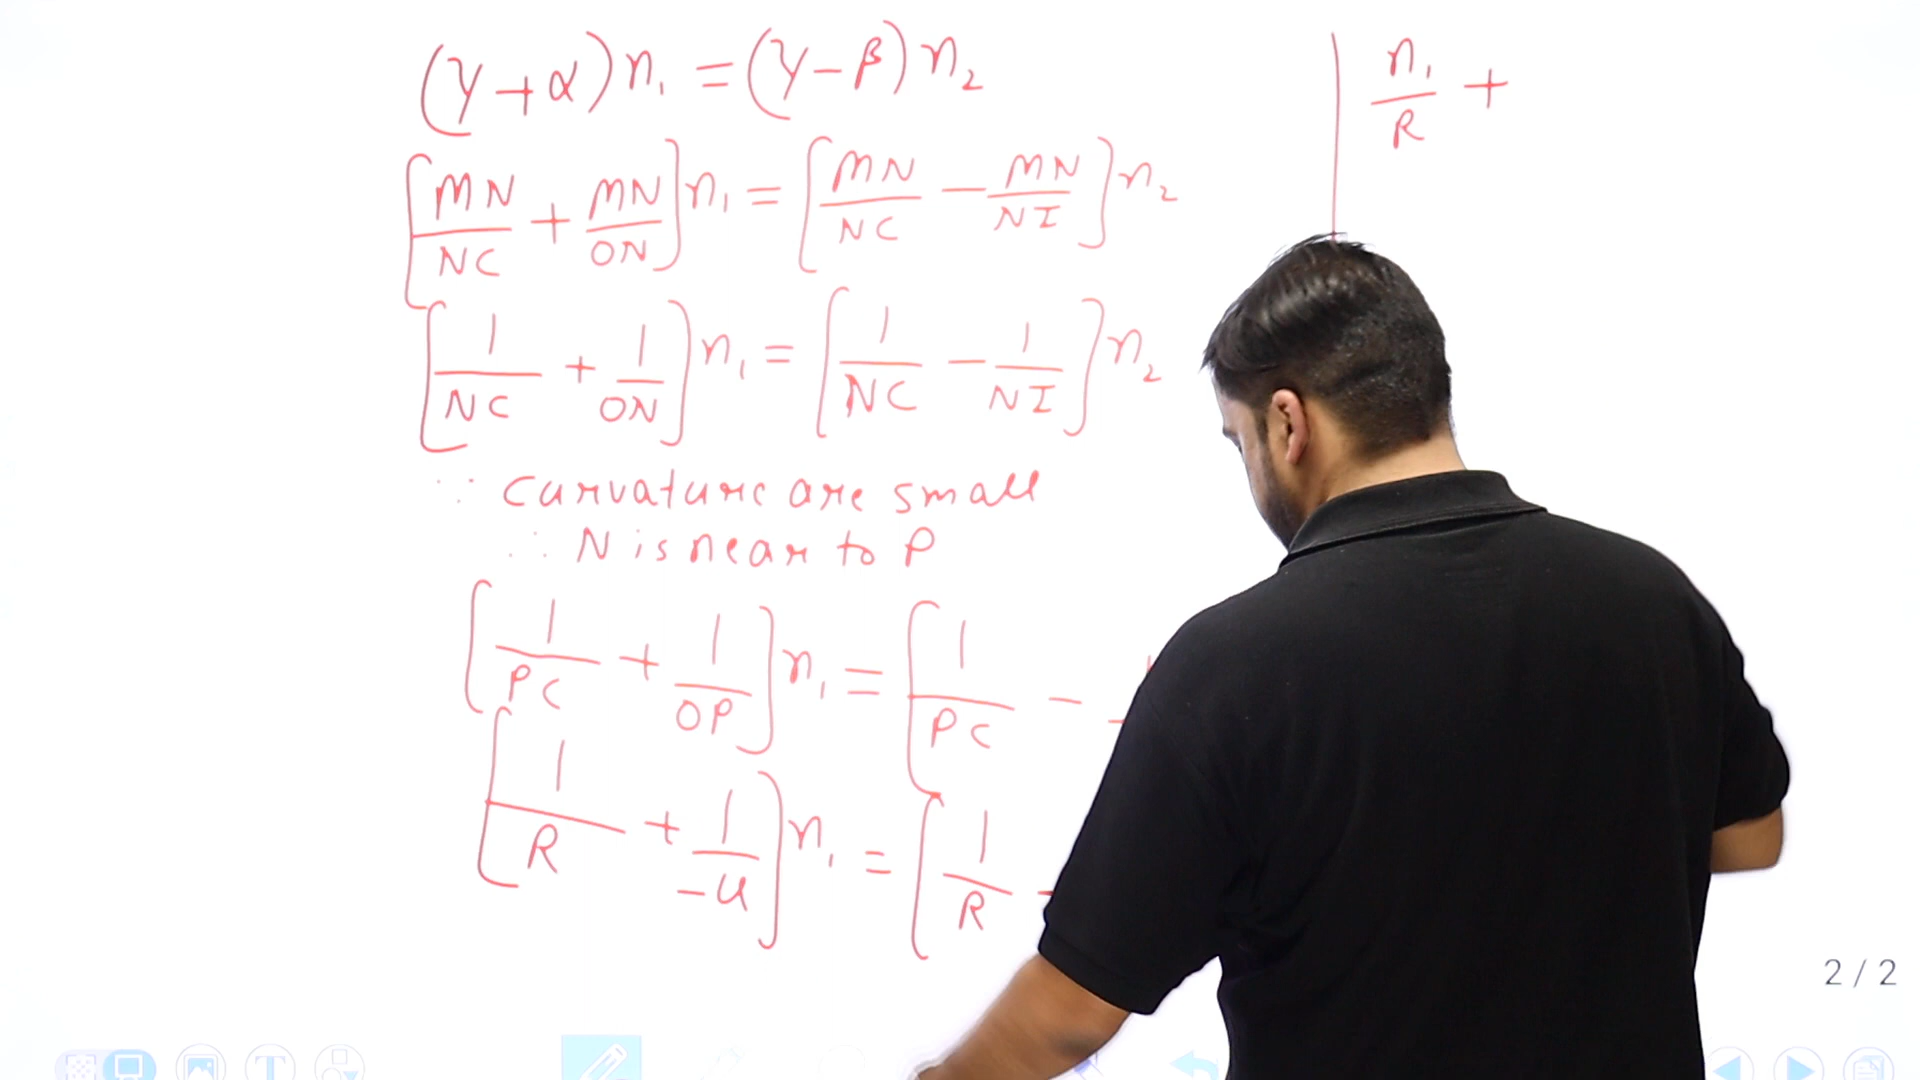 (γ+α)n₁ = (γ-β)n₂
[MN/NC + MN/ON]n₁ = [MN/NC - MN/NI]n₂
[1/NC + 1/ON]n₁ = [1/NC - 1/NI]n₂
∵ curvature are small
∴ N is near to P
[1/PC + 1/OP]n₁ = [1/PC -
[1/R + 1/-u]n₁ = [1/R -
n₁/R +
2 / 2
T